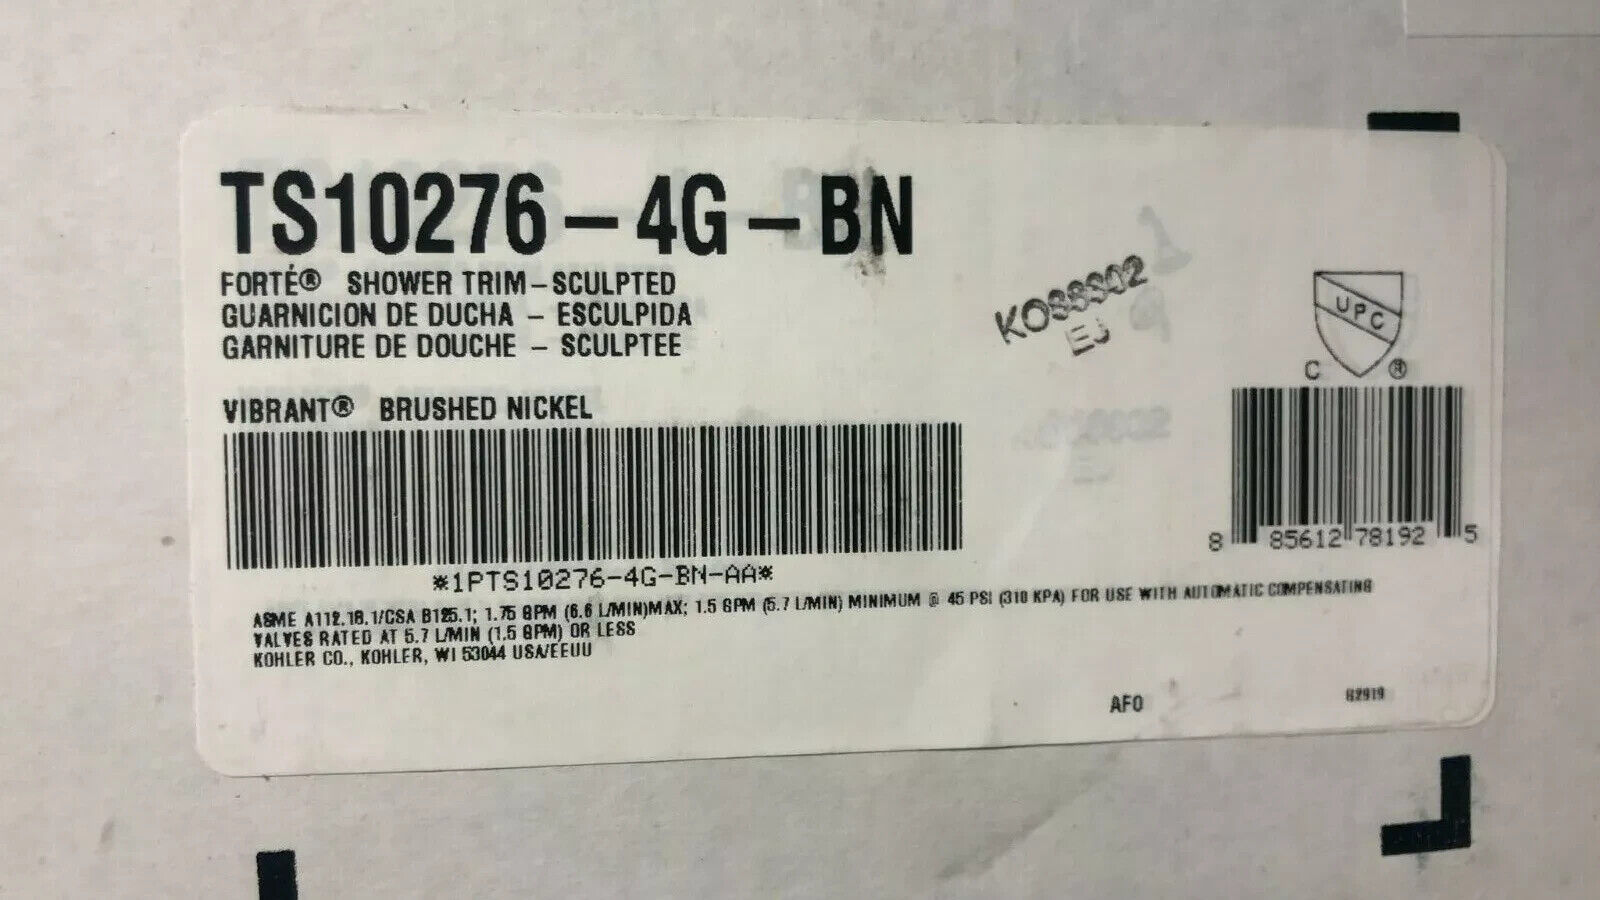 TS10276-4G-BN
FORTÉ® SHOWER TRIM-SCULPTED
GUARNICION DE DUCHA - ESCULPIDA
GARNITURE DE DOUCHE - SCULPTEE
VIBRANT® BRUSHED NICKEL
*1PTS10276-4G-BN-AA*
EJ
UPC
C ®
8 85612 78192 5
ASME A112.18.1/CSA B125.1; 1.75 GPM (6.6 L/MIN)MAX; 1.5 GPM (5.7 L/MIN) MINIMUM @ 45 PSI (310 KPA) FOR USE WITH AUTOMATIC COMPENSATING
VALVES RATED AT 5.7 L/MIN (1.5 GPM) OR LESS
KOHLER CO., KOHLER, WI 53044 USA/EEUU
AFO